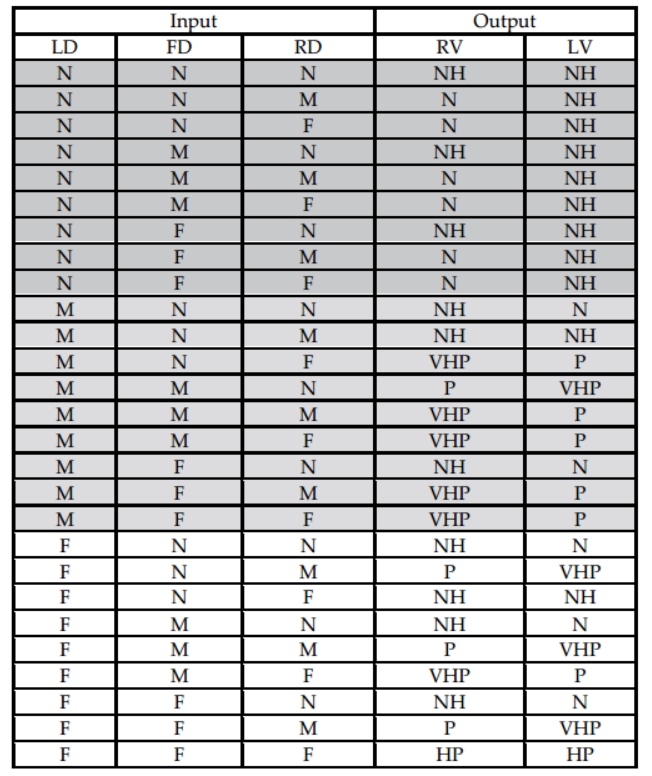 Input Output
LD FD RD RV LV
N N N NH NH
N N M N NH
N N F N NH
N M N NH NH
N M M N NH
N M F N NH
N F N NH NH
N F M N NH
N F F N NH
M N N NH N
M N M NH NH
M N F VHP P
M M N P VHP
M M M VHP P
M M F VHP P
M F N NH N
M F M VHP P
M F F VHP P
F N N NH N
F N M P VHP
F N F NH NH
F M N NH N
F M M P VHP
F M F VHP P
F F N NH N
F F M P VHP
F F F HP HP